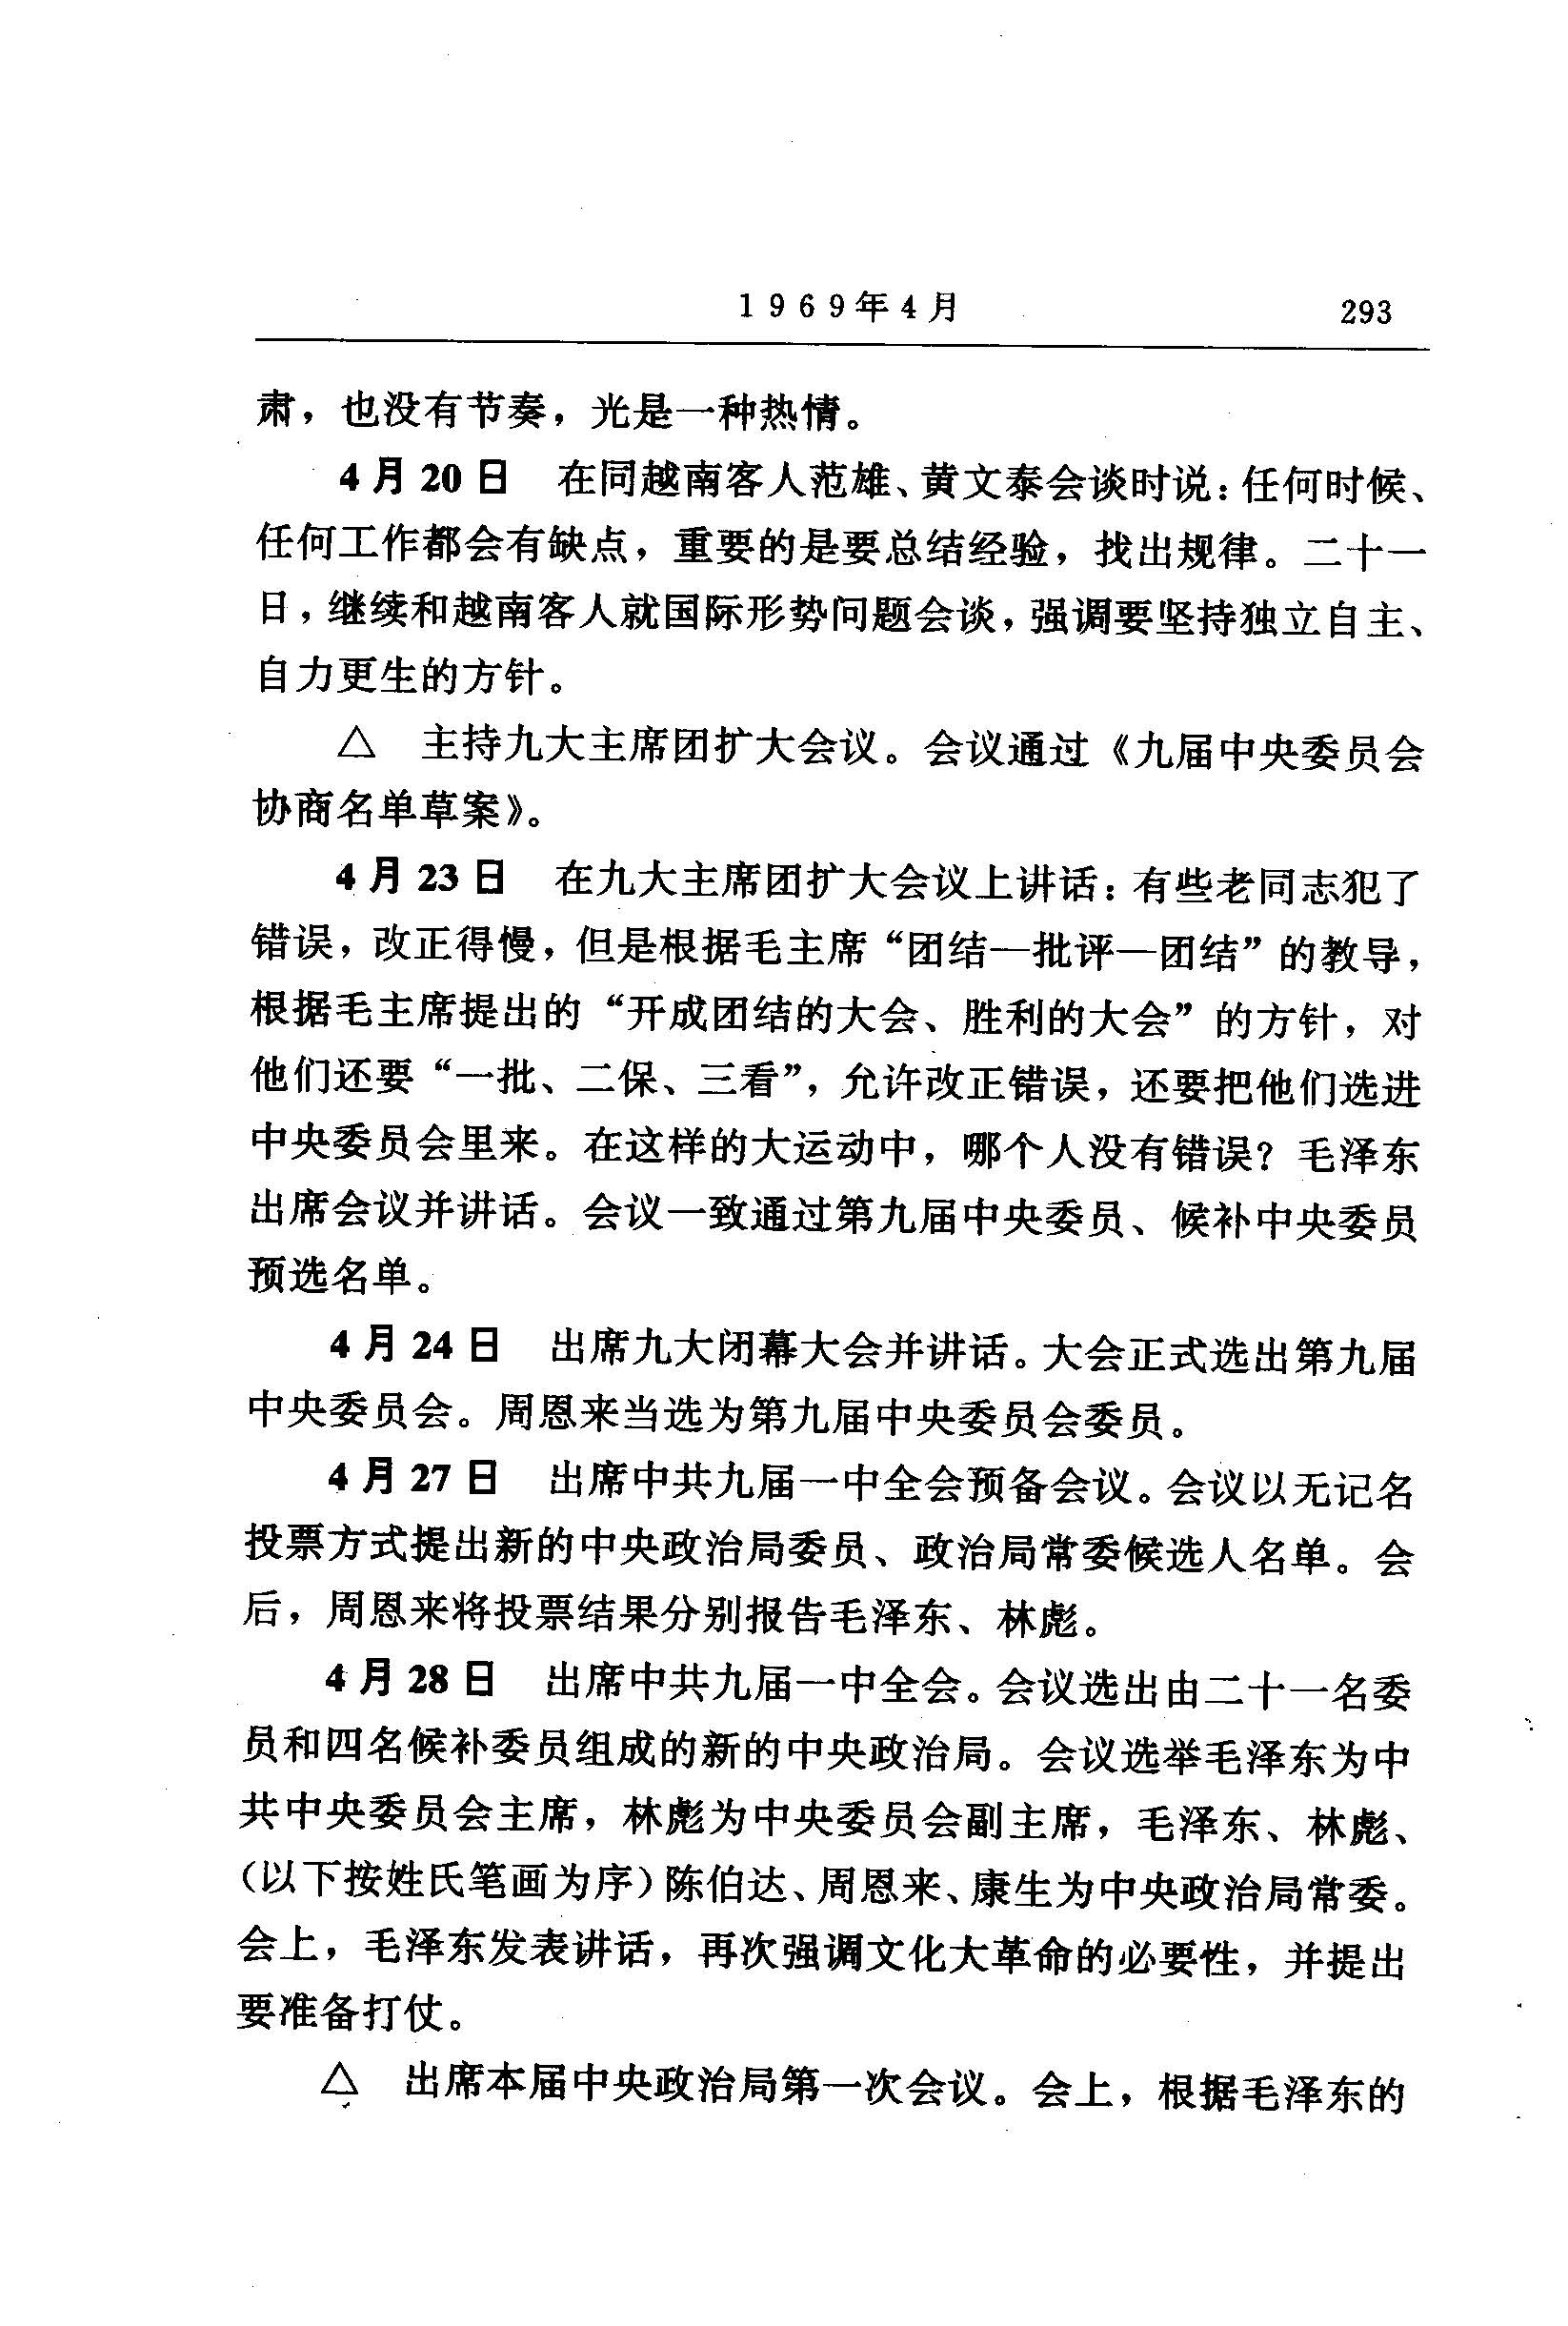 1969年4月 293
肃，也没有节奏，光是一种热情。
4月20日 在同越南客人范雄、黄文泰会谈时说：任何时候、
任何工作都会有缺点，重要的是要总结经验，找出规律。二十一
日，继续和越南客人就国际形势问题会谈，强调要坚持独立自主、
自力更生的方针。
△ 主持九大主席团扩大会议。会议通过《九届中央委员会
协商名单草案》。
4月23日 在九大主席团扩大会议上讲话：有些老同志犯了
错误，改正得慢，但是根据毛主席“团结—批评—团结”的教导，
根据毛主席提出的“开成团结的大会、胜利的大会”的方针，对
他们还要“一批、二保、三看”，允许改正错误，还要把他们选进
中央委员会里来。在这样的大运动中，哪个人没有错误？毛泽东
出席会议并讲话。会议一致通过第九届中央委员、候补中央委员
预选名单。
4月24日 出席九大闭幕大会并讲话。大会正式选出第九届
中央委员会。周恩来当选为第九届中央委员会委员。
4月27日 出席中共九届一中全会预备会议。会议以无记名
投票方式提出新的中央政治局委员、政治局常委候选人名单。会
后，周恩来将投票结果分别报告毛泽东、林彪。
4月28日 出席中共九届一中全会。会议选出由二十一名委
员和四名候补委员组成的新的中央政治局。会议选举毛泽东为中
共中央委员会主席，林彪为中央委员会副主席，毛泽东、林彪、
（以下按姓氏笔画为序）陈伯达、周恩来、康生为中央政治局常委。
会上，毛泽东发表讲话，再次强调文化大革命的必要性，并提出
要准备打仗。
△ 出席本届中央政治局第一次会议。会上，根据毛泽东的